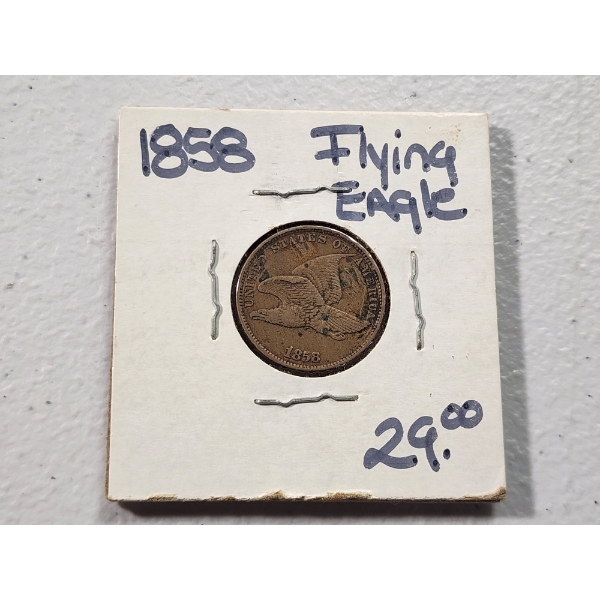 1858 Flying
EAgle
UNITED STATES OF AMERICA
1858
29.00